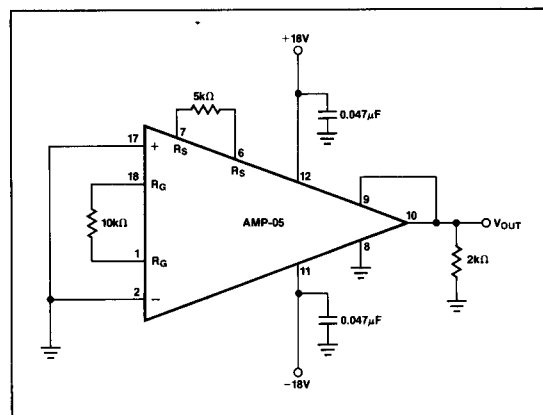 +18V
5kΩ
0.047μF
7
RS
6
RS
17
+
12
18
RG
9
10kΩ
AMP-05
10
VOUT
8
1
RG
11
2kΩ
2
−
0.047μF
−18V